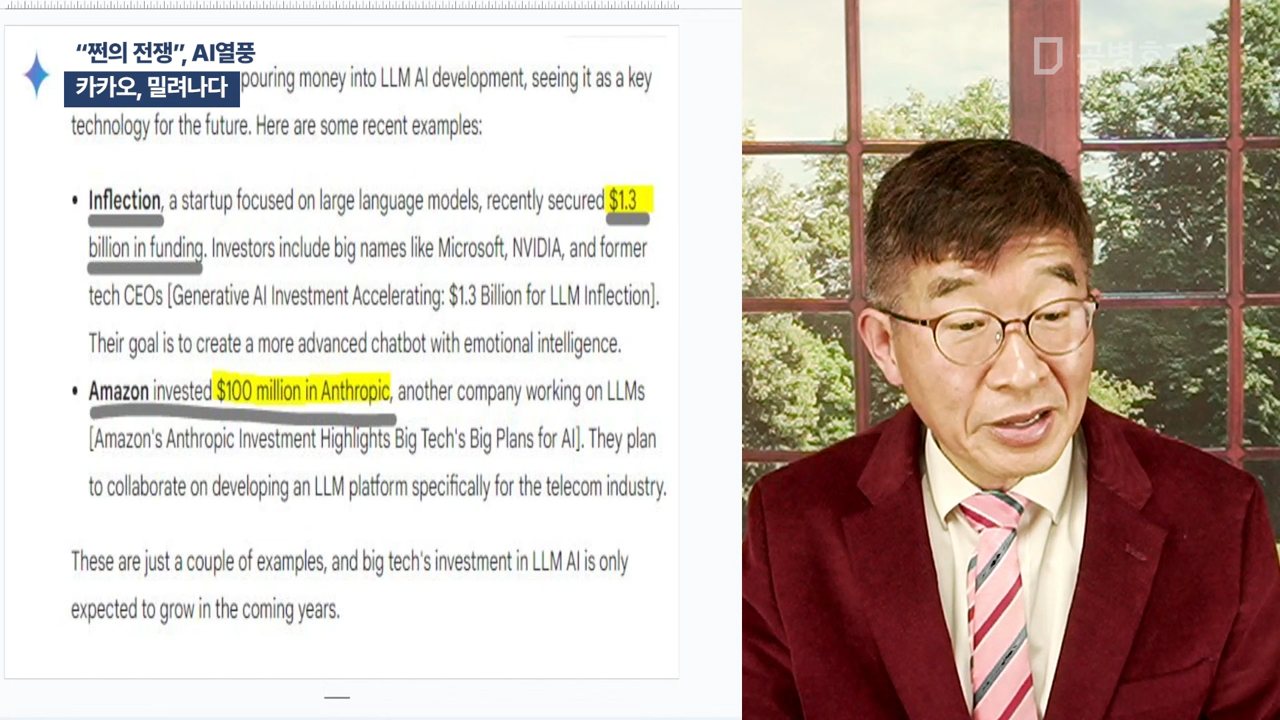 “쩐의 전쟁”, AI열풍
카카오, 밀려나다
pouring money into LLM AI development, seeing it as a key
technology for the future. Here are some recent examples:
• Inflection, a startup focused on large language models, recently secured $1.3
billion in funding. Investors include big names like Microsoft, NVIDIA, and former
tech CEOs [Generative AI Investment Accelerating: $1.3 Billion for LLM Inflection].
Their goal is to create a more advanced chatbot with emotional intelligence.
• Amazon invested $100 million in Anthropic, another company working on LLMs
[Amazon's Anthropic Investment Highlights Big Tech's Big Plans for AI]. They plan
to collaborate on developing an LLM platform specifically for the telecom industry.
These are just a couple of examples, and big tech's investment in LLM AI is only
expected to grow in the coming years.